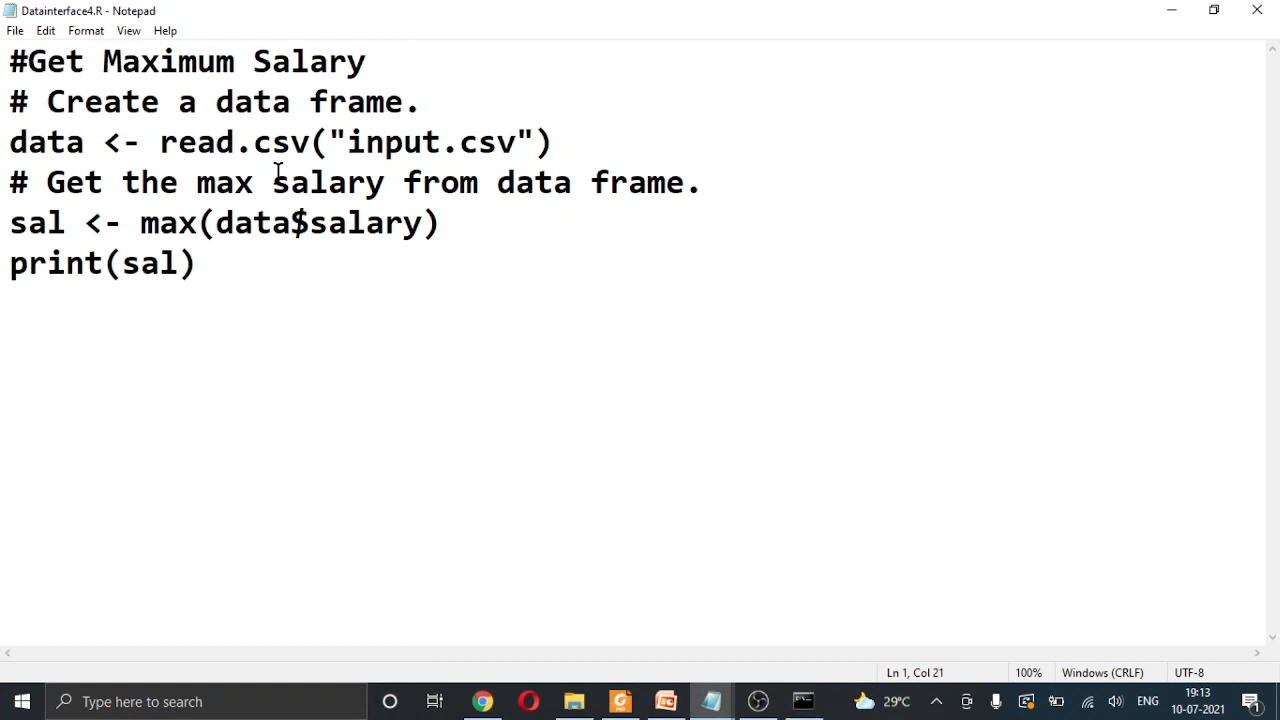 Datainterface4.R - Notepad
File Edit Format View Help
#Get Maximum Salary
# Create a data frame.
data <- read.csv("input.csv")
# Get the max salary from data frame.
sal <- max(data$salary)
print(sal)
Ln 1, Col 21 100% Windows (CRLF) UTF-8
Type here to search 29°C ENG 19:13
10-07-2021
1